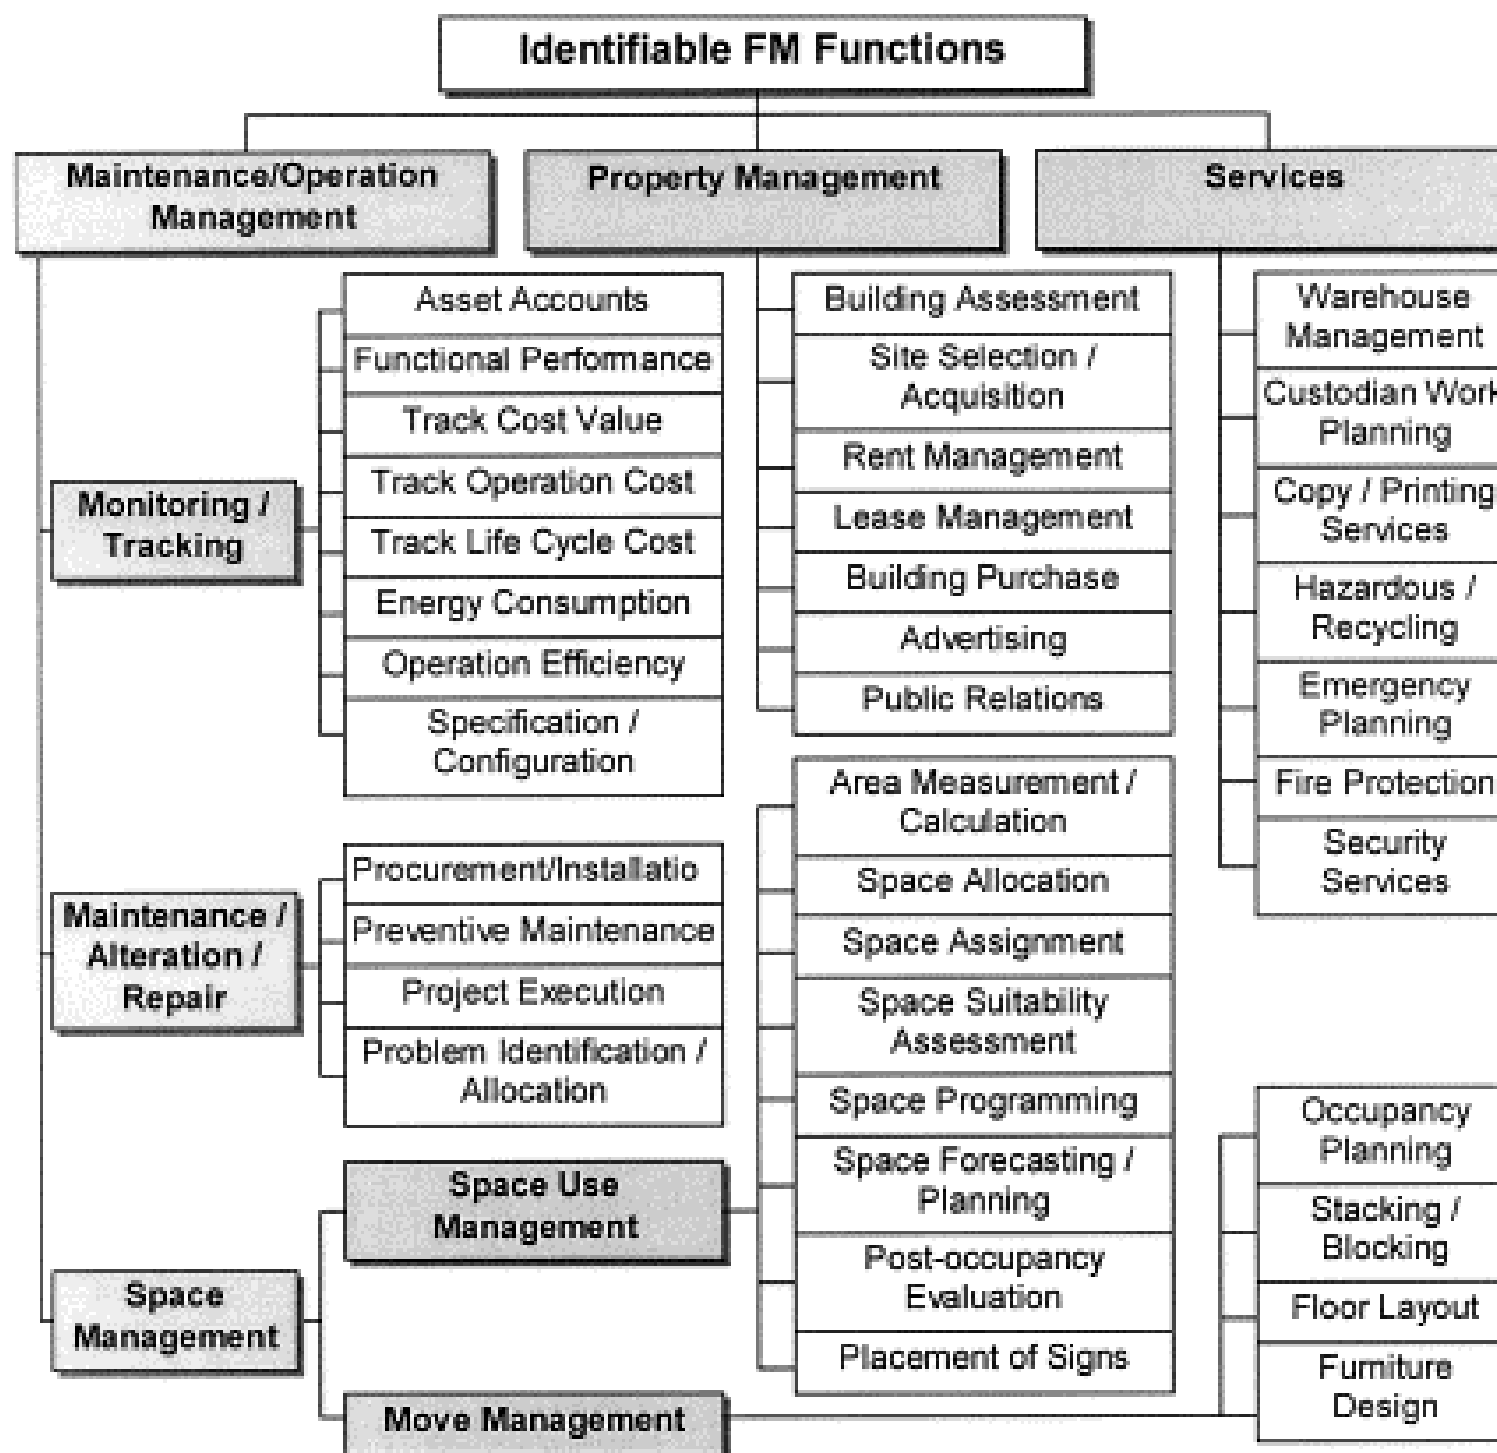 Identifiable FM Functions
Maintenance/Operation
Management
Property Management
Services
Monitoring /
Tracking
Asset Accounts
Functional Performance
Track Cost Value
Track Operation Cost
Track Life Cycle Cost
Energy Consumption
Operation Efficiency
Specification /
Configuration
Maintenance /
Alteration /
Repair
Procurement/Installatio
Preventive Maintenance
Project Execution
Problem Identification /
Allocation
Space
Management
Space Use
Management
Move Management
Building Assessment
Site Selection /
Acquisition
Rent Management
Lease Management
Building Purchase
Advertising
Public Relations
Area Measurement /
Calculation
Space Allocation
Space Assignment
Space Suitability
Assessment
Space Programming
Space Forecasting /
Planning
Post-occupancy
Evaluation
Placement of Signs
Warehouse
Management
Custodian Work
Planning
Copy / Printing
Services
Hazardous /
Recycling
Emergency
Planning
Fire Protection
Security
Services
Occupancy
Planning
Stacking /
Blocking
Floor Layout
Furniture
Design